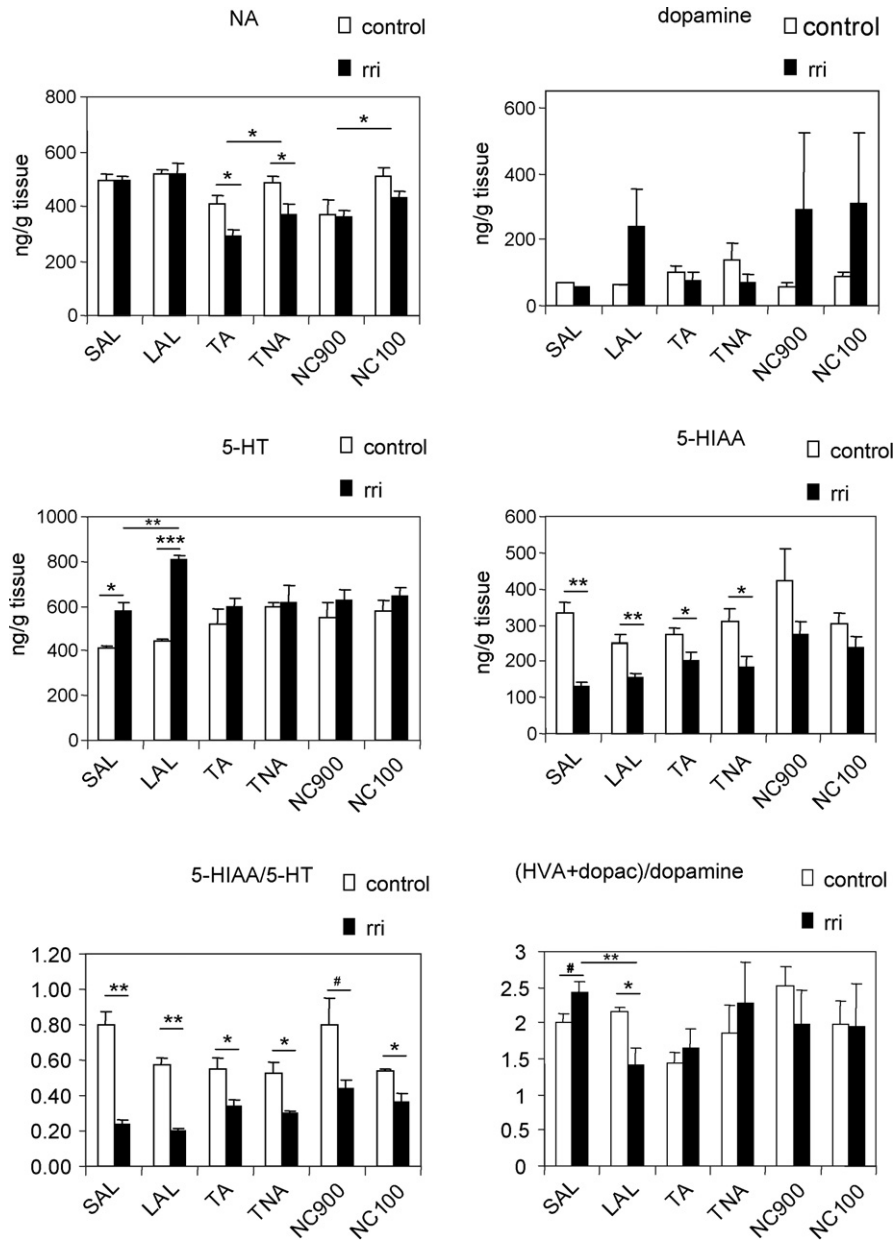 NA
control
rri
800
600
400
200
0
ng/g tissue
*
*
*
*
SAL
LAL
TA
TNA
NC900
NC100
dopamine
control
rri
600
400
200
0
ng/g tissue
SAL
LAL
TA
TNA
NC900
NC100
5-HT
control
rri
1000
800
600
400
200
0
ng/g tissue
**
***
*
SAL
LAL
TA
TNA
NC900
NC100
5-HIAA
control
rri
600
500
400
300
200
100
0
ng/g tissue
**
**
*
*
SAL
LAL
TA
TNA
NC900
NC100
5-HIAA/5-HT
control
rri
1.20
1.00
0.80
0.60
0.40
0.20
0.00
**
**
*
*
#
*
SAL
LAL
TA
TNA
NC900
NC100
(HVA+dopac)/dopamine
control
rri
3
2.5
2
1.5
1
0.5
0
#
**
*
SAL
LAL
TA
TNA
NC900
NC100